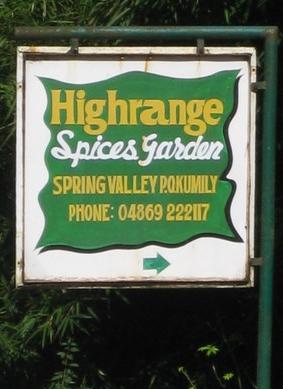 Highrange
Spices Garden
SPRING VALLEY P.O.KUMILY
PHONE: 04869 222117